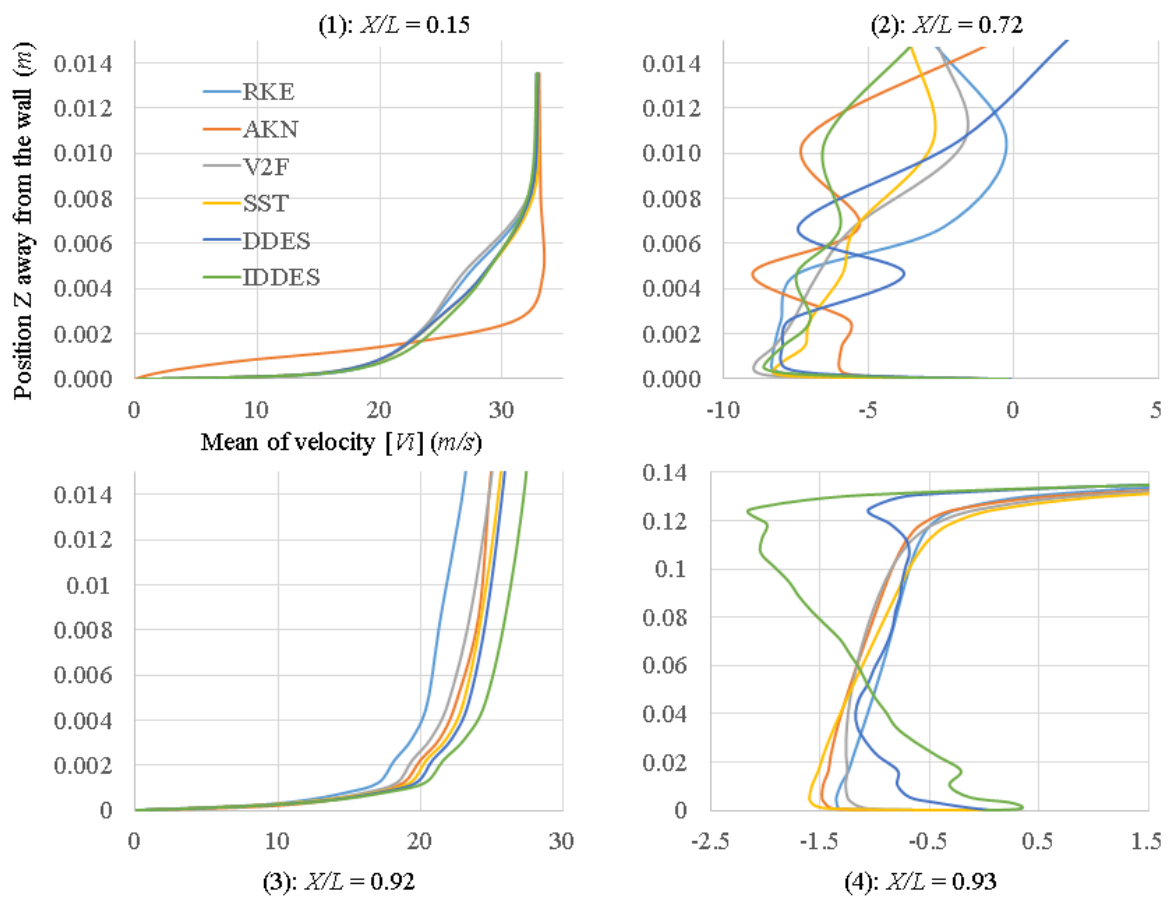 (1): X/L = 0.15
(2): X/L = 0.72
Position Z away from the wall (m)
0.014
0.012
0.010
0.008
0.006
0.004
0.002
0.000
RKE
AKN
V2F
SST
DDES
IDDES
0 10 20 30
0.014
0.012
0.010
0.008
0.006
0.004
0.002
0.000
-10 -5 0 5
Mean of velocity [Vi] (m/s)
0.014
0.012
0.01
0.008
0.006
0.004
0.002
0
0 10 20 30
(3): X/L = 0.92
0.14
0.12
0.1
0.08
0.06
0.04
0.02
0
-2.5 -1.5 -0.5 0.5 1.5
(4): X/L = 0.93